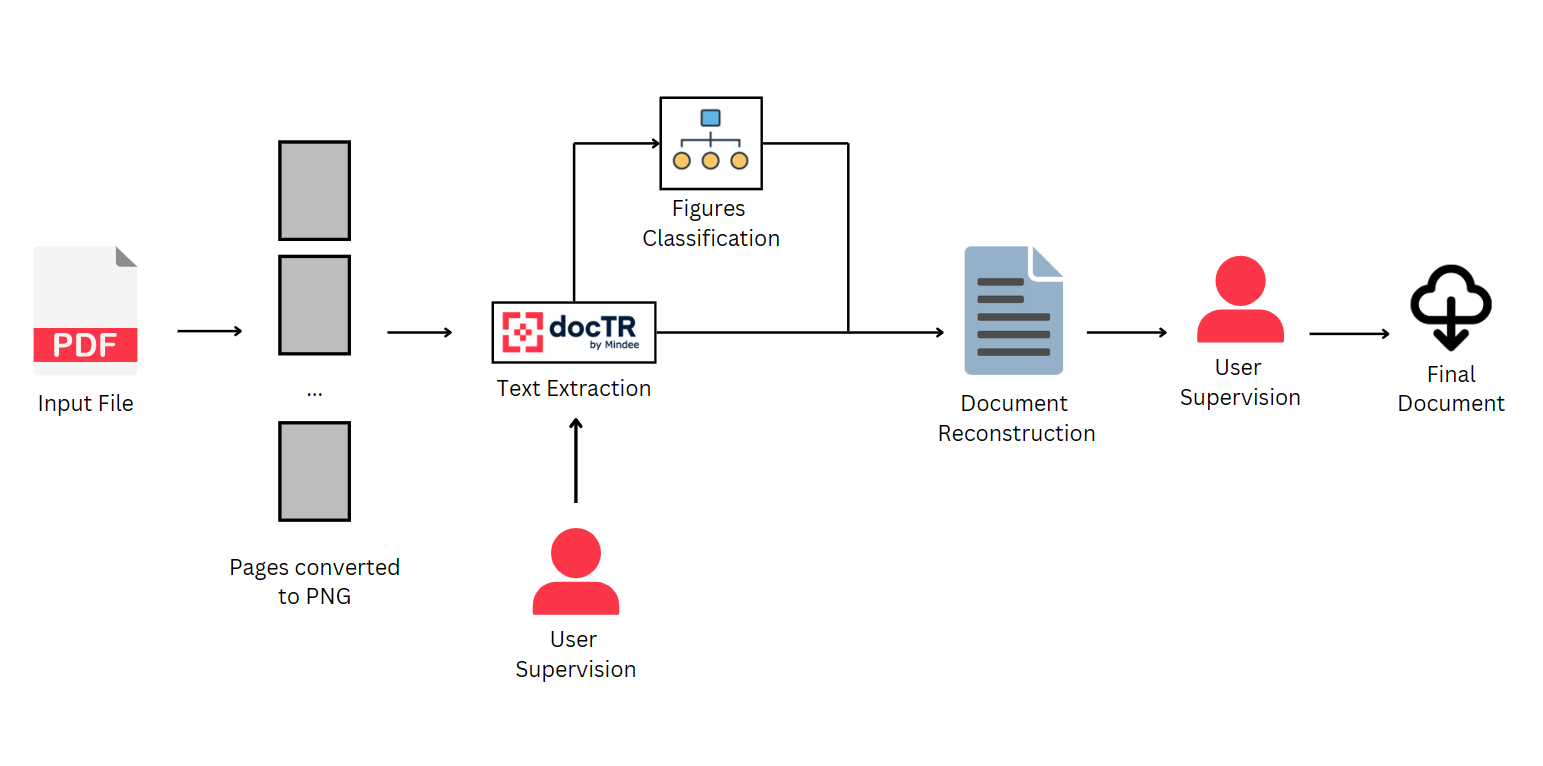 PDF
Input File
...
Pages converted
to PNG
docTR
by Mindee
Text Extraction
Figures
Classification
User
Supervision
Document
Reconstruction
User
Supervision
Final
Document